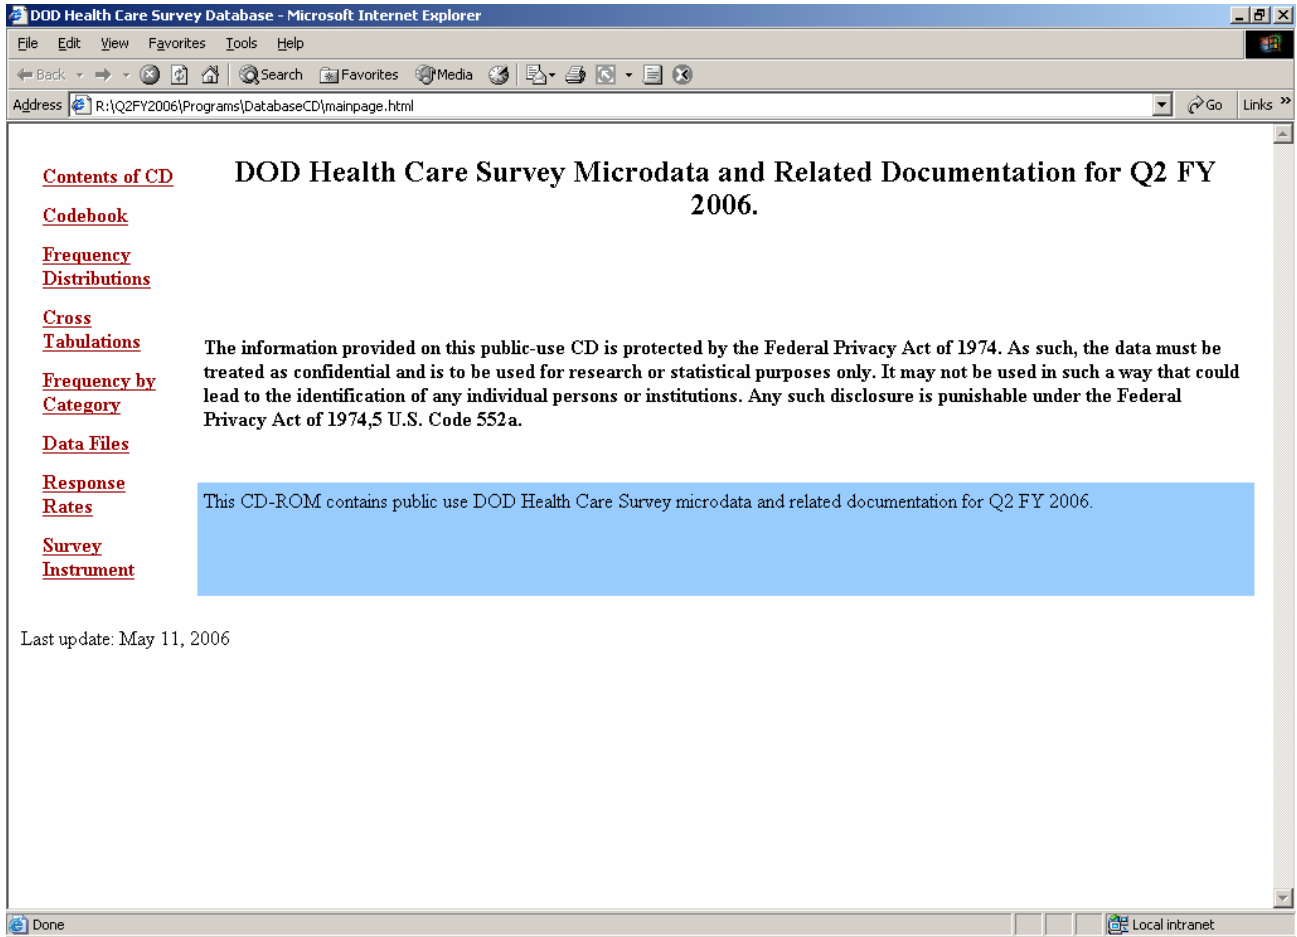 DOD Health Care Survey Database - Microsoft Internet Explorer
File Edit View Favorites Tools Help
Back Search Favorites Media
Address R:\Q2FY2006\Programs\DatabaseCD\mainpage.html Go Links »
Contents of CD
Codebook
Frequency
Distributions
Cross
Tabulations
Frequency by
Category
Data Files
Response
Rates
Survey
Instrument
DOD Health Care Survey Microdata and Related Documentation for Q2 FY
2006.
The information provided on this public-use CD is protected by the Federal Privacy Act of 1974. As such, the data must be
treated as confidential and is to be used for research or statistical purposes only. It may not be used in such a way that could
lead to the identification of any individual persons or institutions. Any such disclosure is punishable under the Federal
Privacy Act of 1974,5 U.S. Code 552a.
This CD-ROM contains public use DOD Health Care Survey microdata and related documentation for Q2 FY 2006.
Last update: May 11, 2006
Done Local intranet